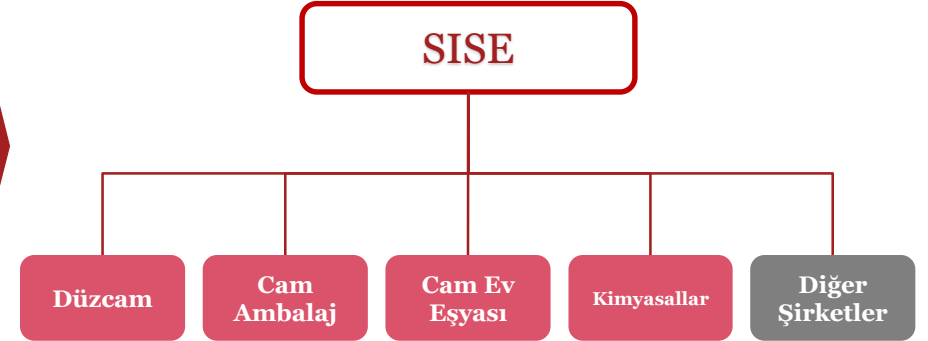 SISE
Düzcam
Cam
Ambalaj
Cam Ev
Eşyası
Kimyasallar
Diğer
Şirketler